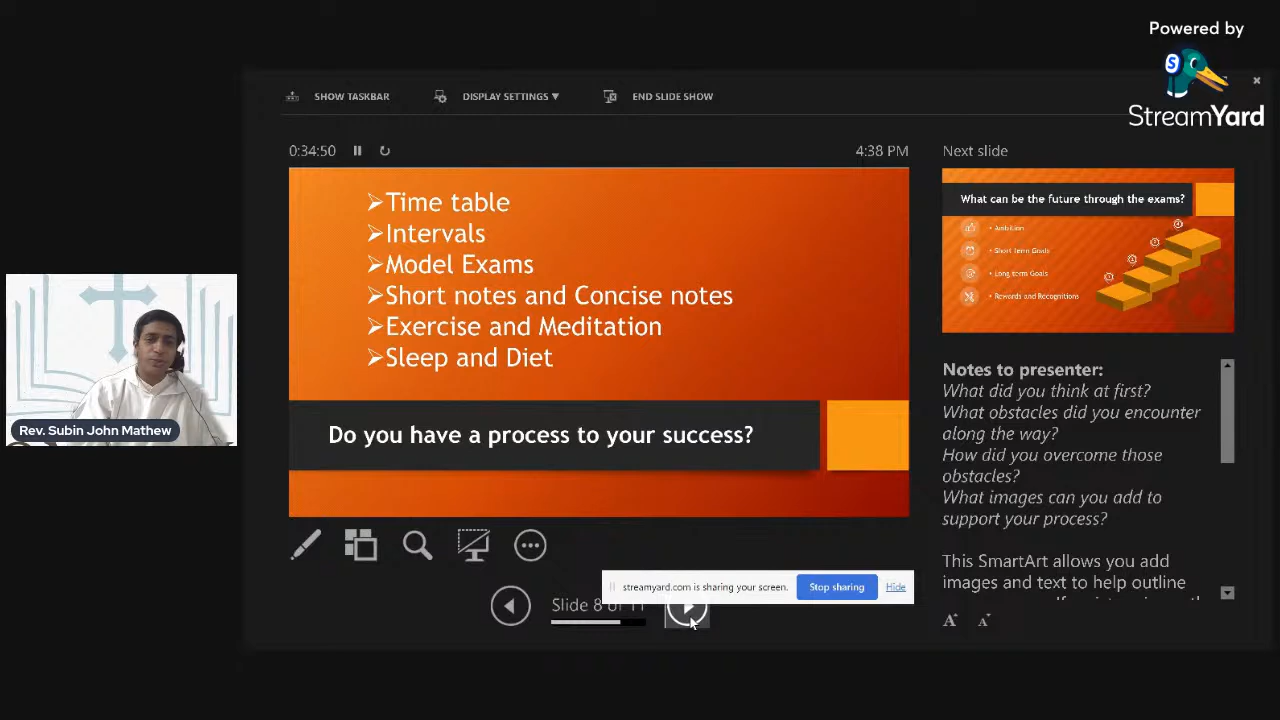 Powered by
StreamYard
SHOW TASKBAR
DISPLAY SETTINGS ▼
END SLIDE SHOW
0:34:50
4:38 PM
Next slide
➢Time table
➢Intervals
➢Model Exams
➢Short notes and Concise notes
➢Exercise and Meditation
➢Sleep and Diet
Do you have a process to your success?
What can be the future through the exams?
• Ambition
• Short Term Goals
• Long term Goals
• Rewards and Recognitions
Rev. Subin John Mathew
Notes to presenter:
What did you think at first?
What obstacles did you encounter
along the way?
How did you overcome those
obstacles?
What images can you add to
support your process?
This SmartArt allows you add
images and text to help outline
streamyard.com is sharing your screen.
Stop sharing
Hide
Slide 8 of 11
A
A